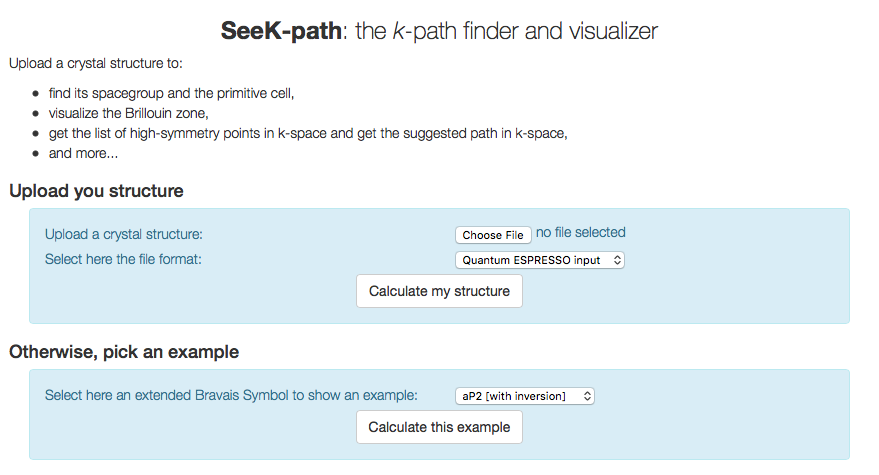 SeeK-path: the k-path finder and visualizer
Upload a crystal structure to:
find its spacegroup and the primitive cell,
visualize the Brillouin zone,
get the list of high-symmetry points in k-space and get the suggested path in k-space,
and more...
Upload you structure
Upload a crystal structure: Choose File no file selected
Select here the file format: Quantum ESPRESSO input
Calculate my structure
Otherwise, pick an example
Select here an extended Bravais Symbol to show an example: aP2 [with inversion]
Calculate this example